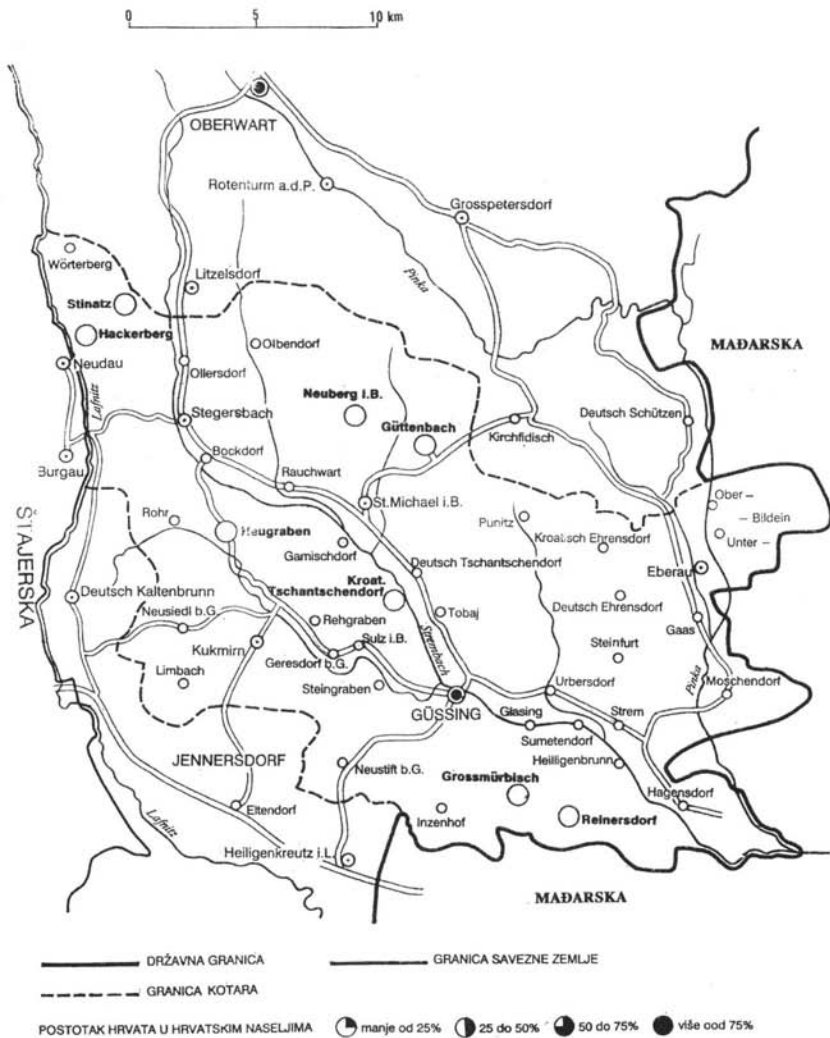 0 5 10 km
OBERWART
Rotenturm a.d.P.
Grosspetersdorf
Pinka
Wörterberg
Litzelsdorf
Stinatz
Hackerberg
Olbendorf
MAĐARSKA
Neudau
Ollersdorf
Lafnitz
Neuberg i.B.
Stegersbach
Güttenbach
Kirchfidisch
Deutsch Schützen
Bockdorf
Burgau
Rauchwart
St.Michael i.B.
Ober –
– Bildein
Unter –
Punitz
Rohr
Heugraben
Gamischdorf
Kroatisch Ehrensdorf
ŠTAJERSKA
Deutsch Tschantschendorf
Eberau
Kroat.
Tschantschendorf
Deutsch Kaltenbrunn
Deutsch Ehrensdorf
Neusiedl b.G.
Rehgraben
Tobaj
Gaas
Kukmirn
Sulz i.B.
Strembach
Steinfurt
Geresdorf b.G.
Limbach
Steingraben
Urbersdorf
Pinka
Moschendorf
GÜSSING
Glasing
Strem
Sumetendorf
JENNERSDORF
Neustift b.G.
Heilligenbrunn
Grossmürbisch
Hagensdorf
Eltendorf
Inzenhof
Reinersdorf
Lafnitz
Heiligenkreutz i.L.
MAĐARSKA
DRŽAVNA GRANICA
GRANICA SAVEZNE ZEMLJE
GRANICA KOTARA
POSTOTAK HRVATA U HRVATSKIM NASELJIMA manje od 25% 25 do 50% 50 do 75% više ood 75%